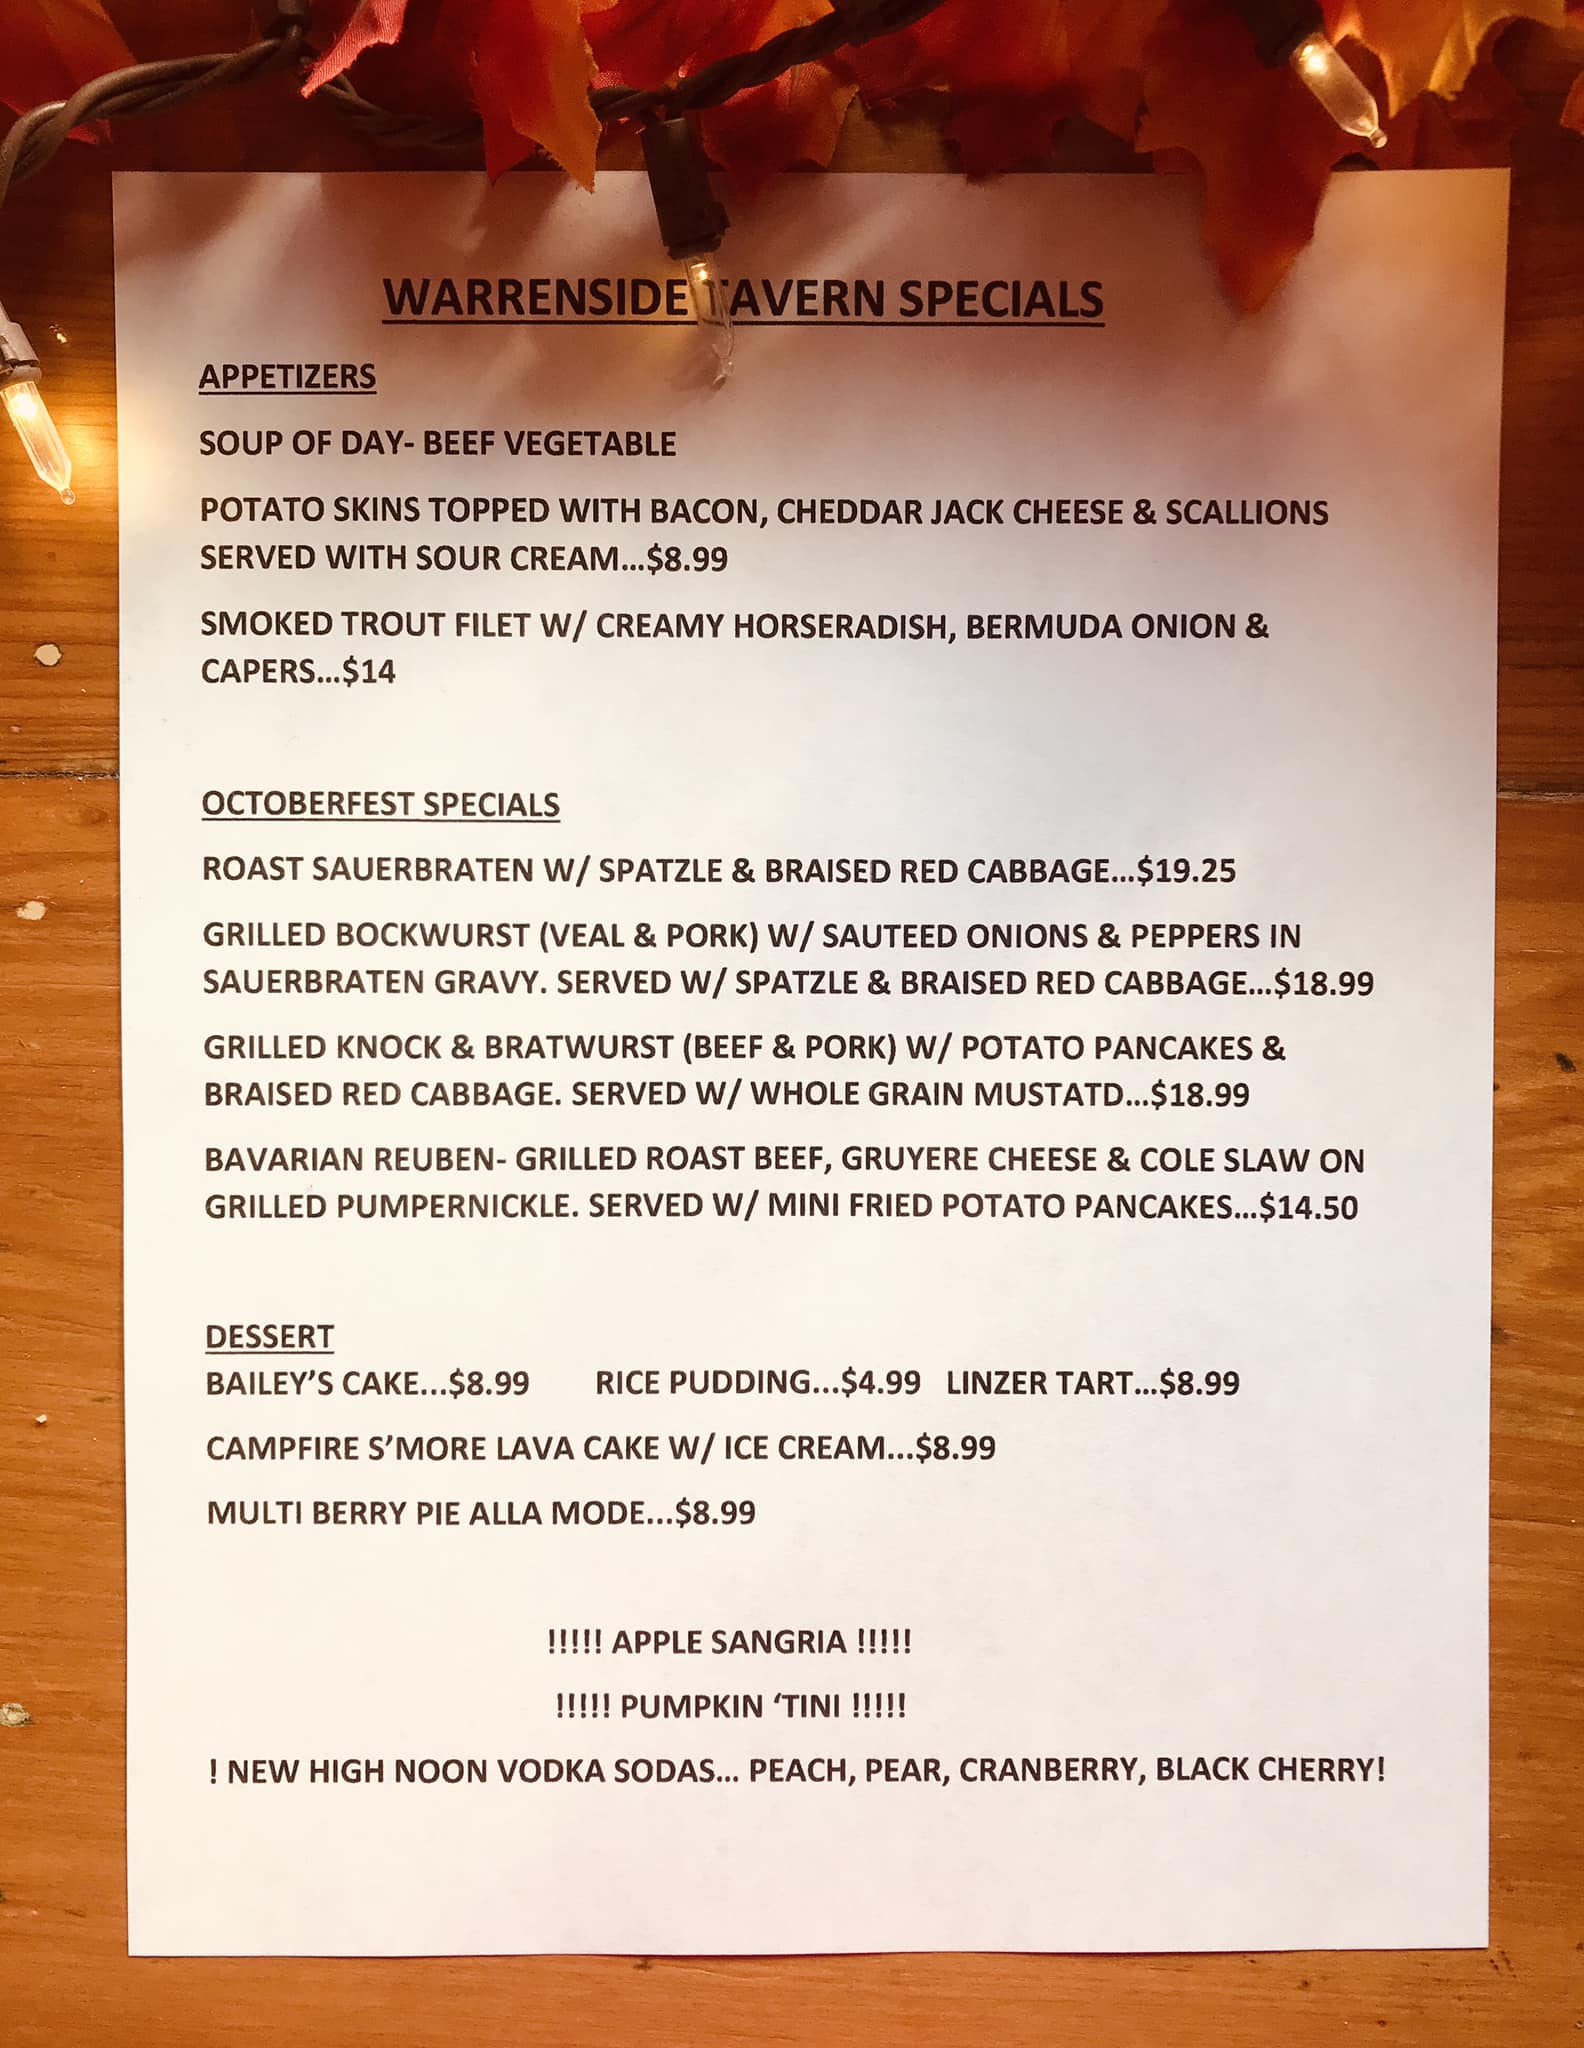 WARRENSIDE TAVERN SPECIALS
APPETIZERS
SOUP OF DAY- BEEF VEGETABLE
POTATO SKINS TOPPED WITH BACON, CHEDDAR JACK CHEESE & SCALLIONS
SERVED WITH SOUR CREAM...$8.99
SMOKED TROUT FILET W/ CREAMY HORSERADISH, BERMUDA ONION &
CAPERS...$14
OCTOBERFEST SPECIALS
ROAST SAUERBRATEN W/ SPATZLE & BRAISED RED CABBAGE...$19.25
GRILLED BOCKWURST (VEAL & PORK) W/ SAUTEED ONIONS & PEPPERS IN
SAUERBRATEN GRAVY. SERVED W/ SPATZLE & BRAISED RED CABBAGE...$18.99
GRILLED KNOCK & BRATWURST (BEEF & PORK) W/ POTATO PANCAKES &
BRAISED RED CABBAGE. SERVED W/ WHOLE GRAIN MUSTATD...$18.99
BAVARIAN REUBEN- GRILLED ROAST BEEF, GRUYERE CHEESE & COLE SLAW ON
GRILLED PUMPERNICKLE. SERVED W/ MINI FRIED POTATO PANCAKES...$14.50
DESSERT
BAILEY'S CAKE...$8.99 RICE PUDDING...$4.99 LINZER TART...$8.99
CAMPFIRE S'MORE LAVA CAKE W/ ICE CREAM...$8.99
MULTI BERRY PIE ALLA MODE...$8.99
!!!!! APPLE SANGRIA !!!!!
!!!!! PUMPKIN ‘TINI !!!!!
! NEW HIGH NOON VODKA SODAS... PEACH, PEAR, CRANBERRY, BLACK CHERRY!